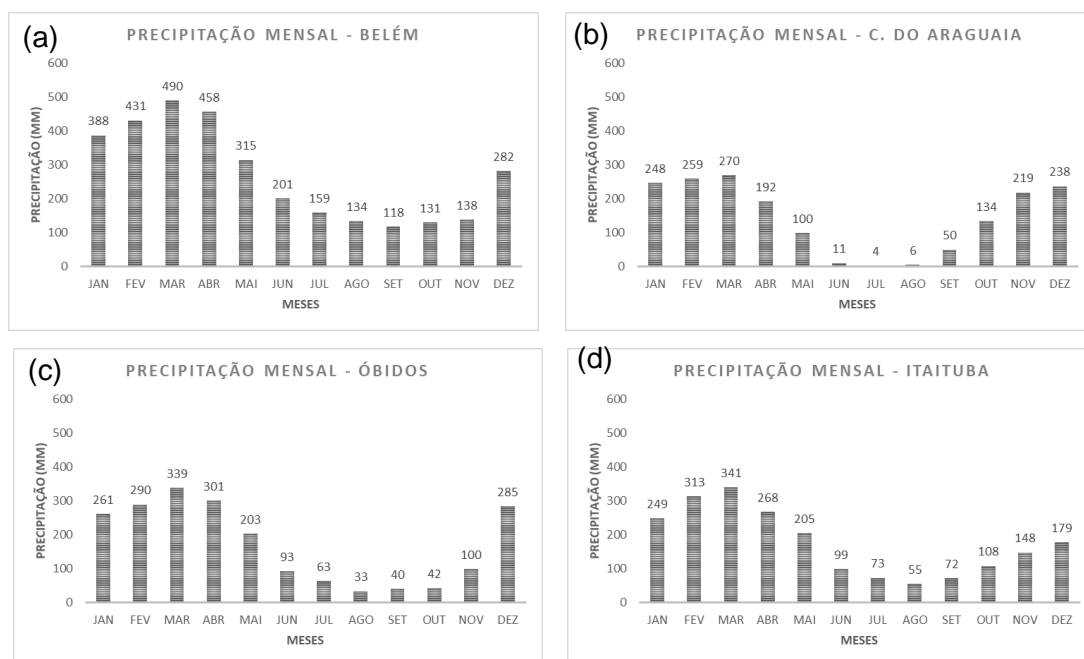 (a) PRECIPITAÇÃO MENSAL - BELÉM
PRECIPITAÇÃO (MM)
600
500
400
300
200
100
0
388 431 490 458 315 201 159 134 118 131 138 282
JAN FEV MAR ABR MAI JUN JUL AGO SET OUT NOV DEZ
MESES
(b) PRECIPITAÇÃO MENSAL - C. DO ARAGUAIA
PRECIPITAÇÃO (MM)
600
500
400
300
200
100
0
248 259 270 192 100 11 4 6 50 134 219 238
JAN FEV MAR ABR MAI JUN JUL AGO SET OUT NOV DEZ
MESES
(c) PRECIPITAÇÃO MENSAL - ÓBIDOS
PRECIPITAÇÃO (MM)
600
500
400
300
200
100
0
261 290 339 301 203 93 63 33 40 42 100 285
JAN FEV MAR ABR MAI JUN JUL AGO SET OUT NOV DEZ
MESES
(d) PRECIPITAÇÃO MENSAL - ITAITUBA
PRECIPITAÇÃO (MM)
600
500
400
300
200
100
0
249 313 341 268 205 99 73 55 72 108 148 179
JAN FEV MAR ABR MAI JUN JUL AGO SET OUT NOV DEZ
MESES